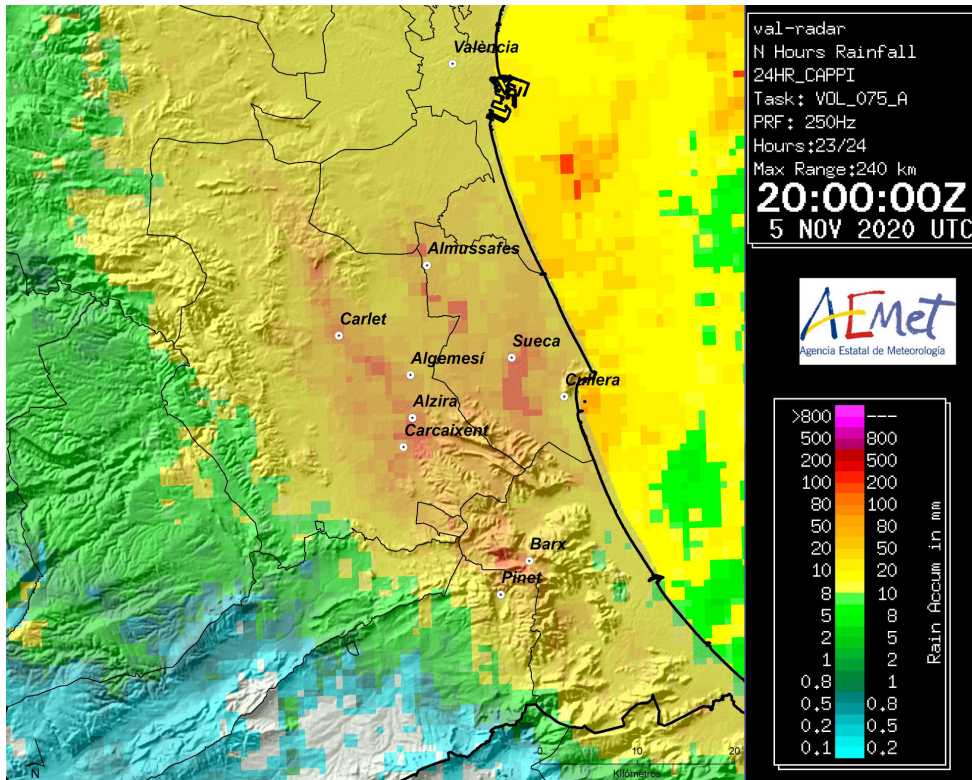 València
Almussafes
Carlet
Sueca
Algemesí
Cullera
Alzira
Carcaixent
Barx
Pinet
0 10 20
Kilómetros
N
val-radar
N Hours Rainfall
24HR_CAPPI
Task: VOL_075_A
PRF: 250Hz
Hours:23/24
Max Range:240 km
20:00:00Z
5 NOV 2020 UTC
AEMet
Agencia Estatal de Meteorología
>800 ---
500 800
200 500
100 200
80 100
50 80
20 50
10 20
8 10
5 8
2 5
1 2
0.8 1
0.5 0.8
0.2 0.5
0.1 0.2
Rain Accum in mm